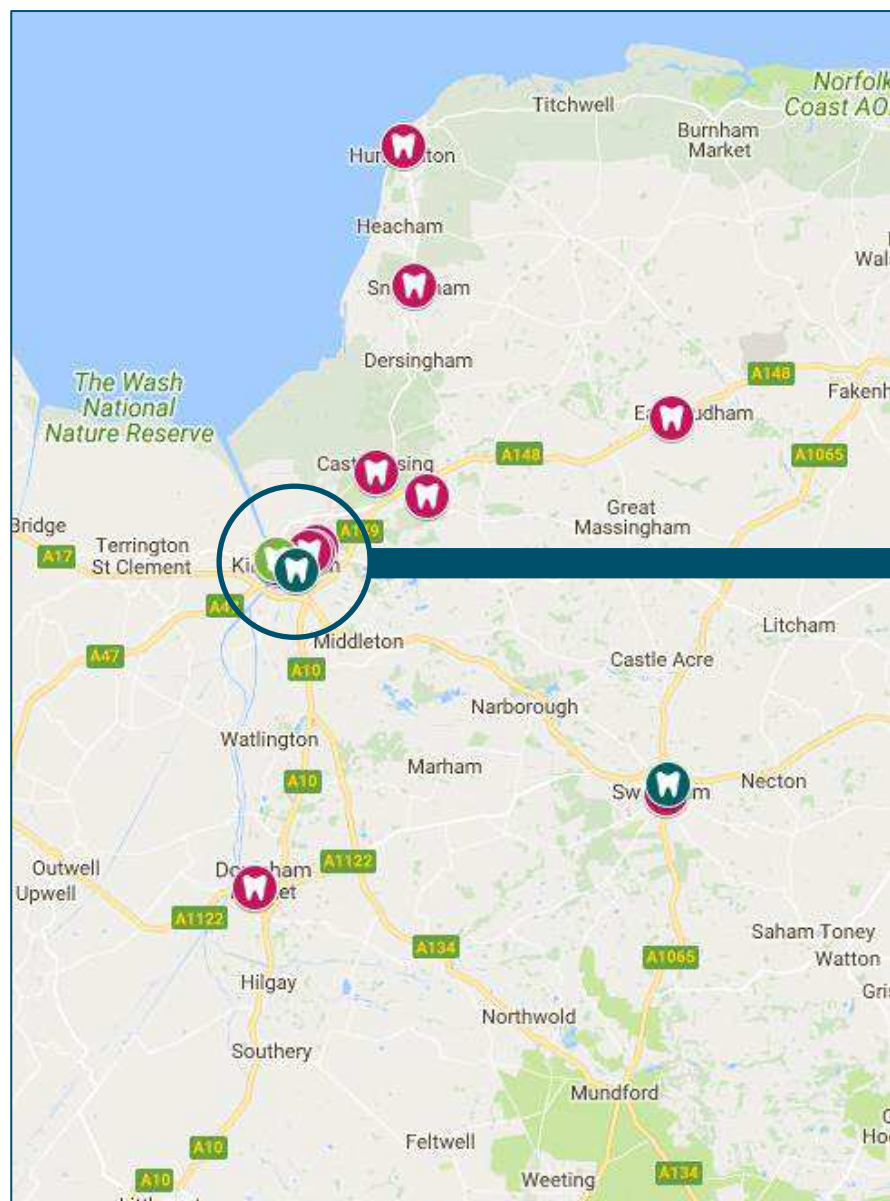 Norfolk
Coast AO
Titchwell
Burnham
Market
Heacham
Dersingham
The Wash
National
Nature Reserve
A148
A148
A1065
Great
Massingham
Bridge
A17
Terrington
St Clement
Litcham
Middleton
A47
A10
Castle Acre
Narborough
Watlington
Marham
A10
Necton
Outwell
Upwell
A1122
A1122
Saham Toney
Watton
A134
A1065
Hilgay
Northwold
Southery
Mundford
Feltwell
A10
A10
Weeting
A134